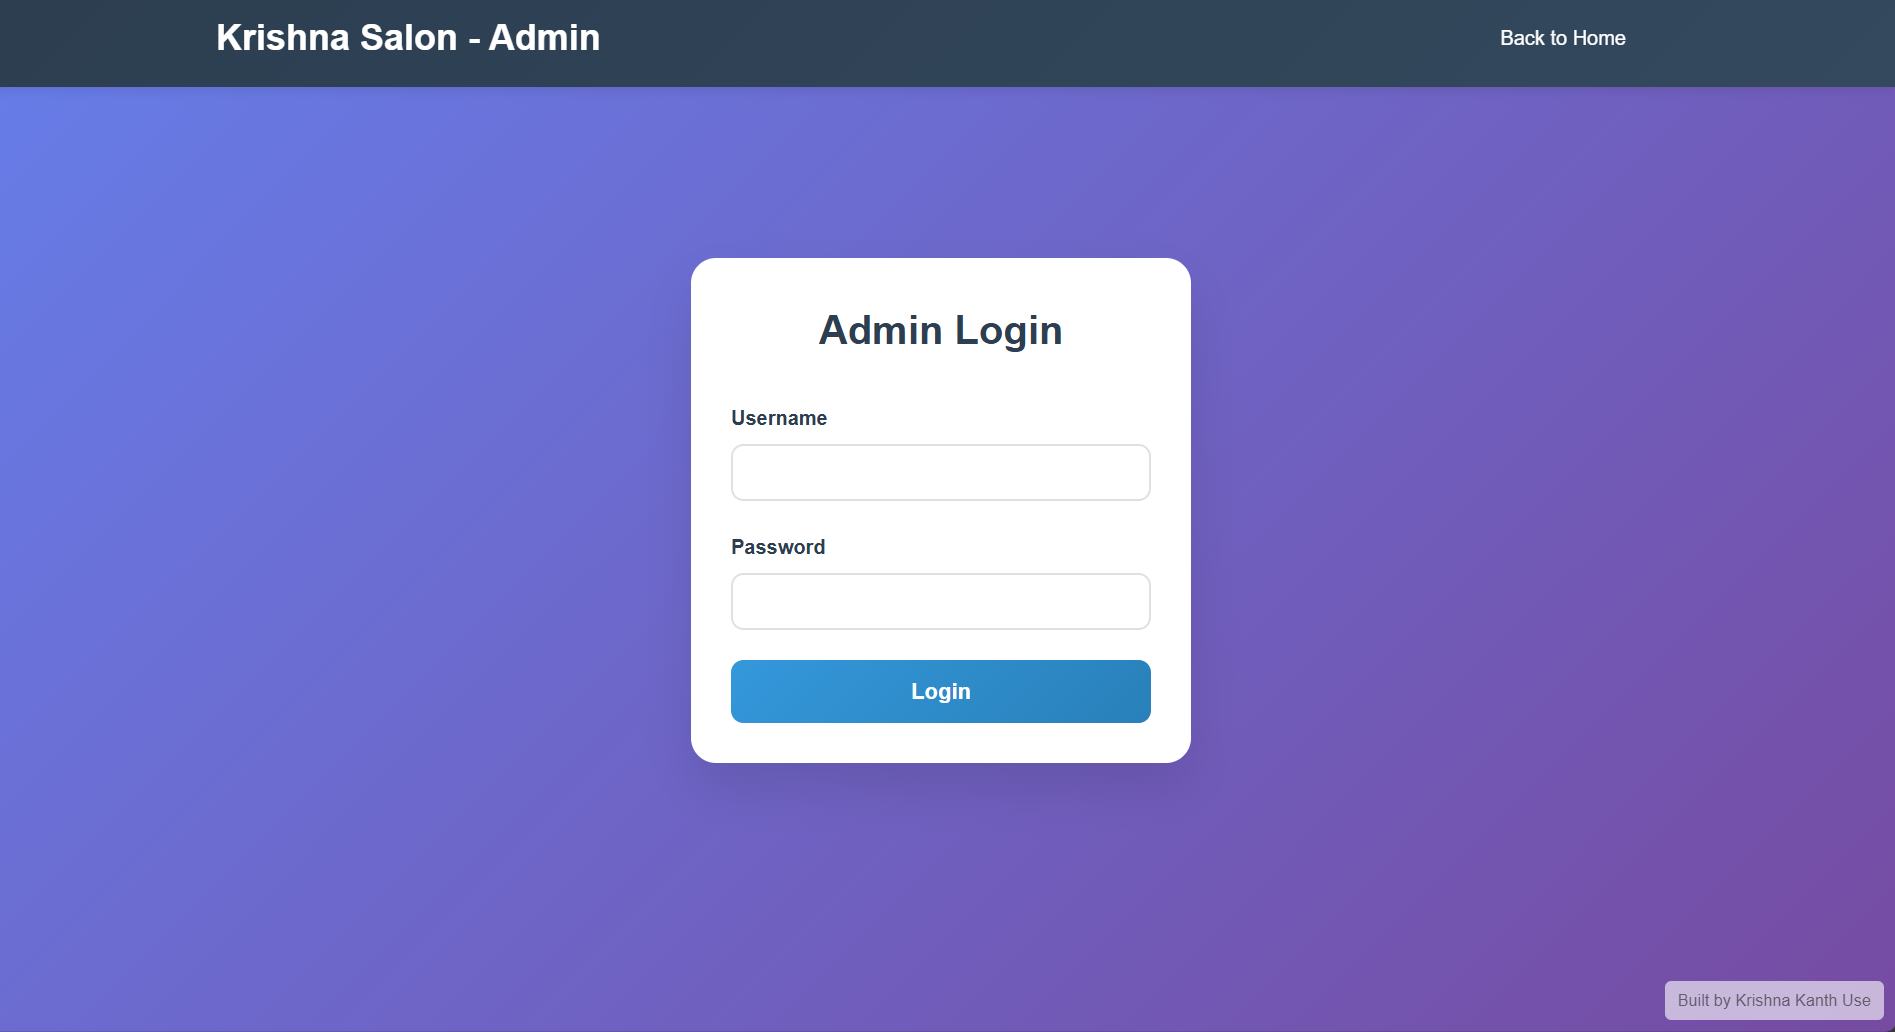 Krishna Salon - Admin
Back to Home
Admin Login
Username
Password
Login
Built by Krishna Kanth Use